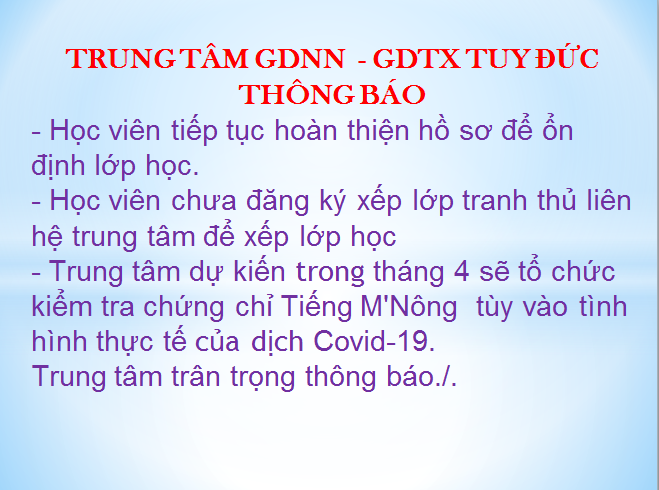 TRUNG TÂM GDNN - GDTX TUY ĐỨC
THÔNG BÁO
- Học viên tiếp tục hoàn thiện hồ sơ để ổn
định lớp học.
- Học viên chưa đăng ký xếp lớp tranh thủ liên
hệ trung tâm để xếp lớp học
- Trung tâm dự kiến trong tháng 4 sẽ tổ chức
kiểm tra chứng chỉ Tiếng M'Nông tùy vào tình
hình thực tế của dịch Covid-19.
Trung tâm trân trọng thông báo./.